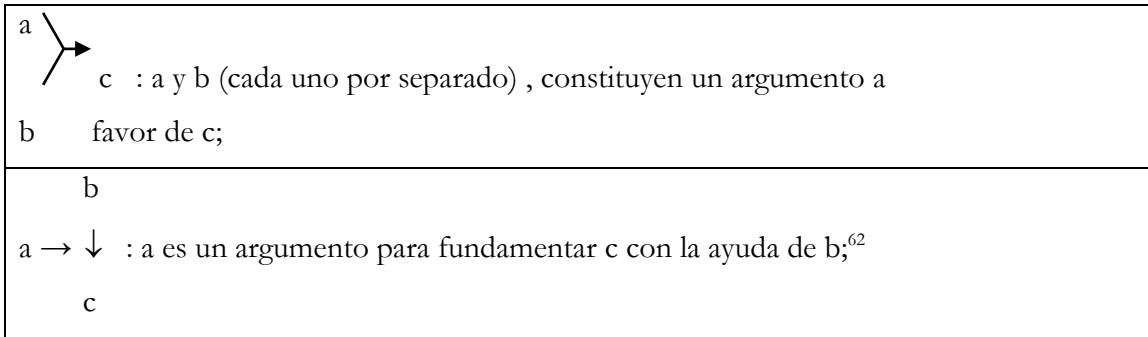 a
c : a y b (cada uno por separado) , constituyen un argumento a
b favor de c;
b
a → ↓ : a es un argumento para fundamentar c con la ayuda de b;62
c